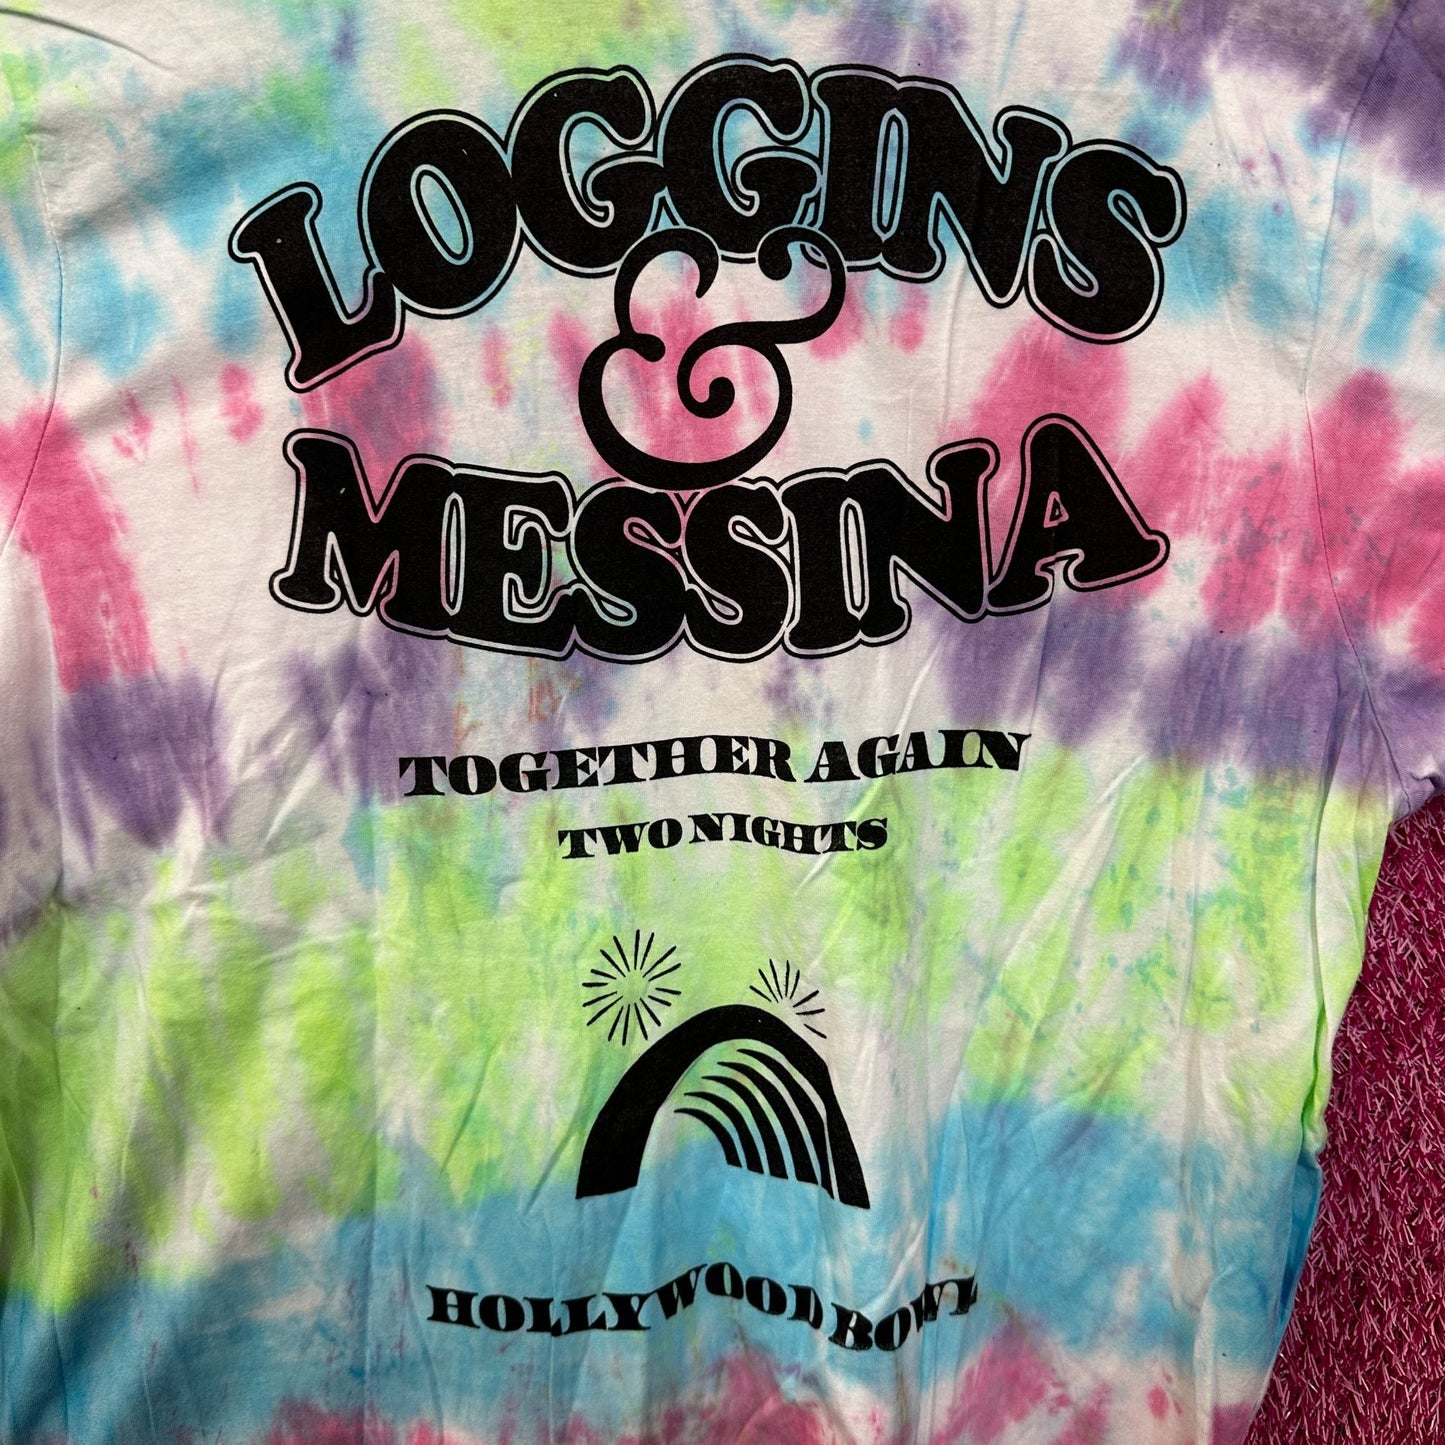 LOGGINS
&
MESSINA
TOGETHER AGAIN
TWO NIGHTS
HOLLYWOOD BOWL